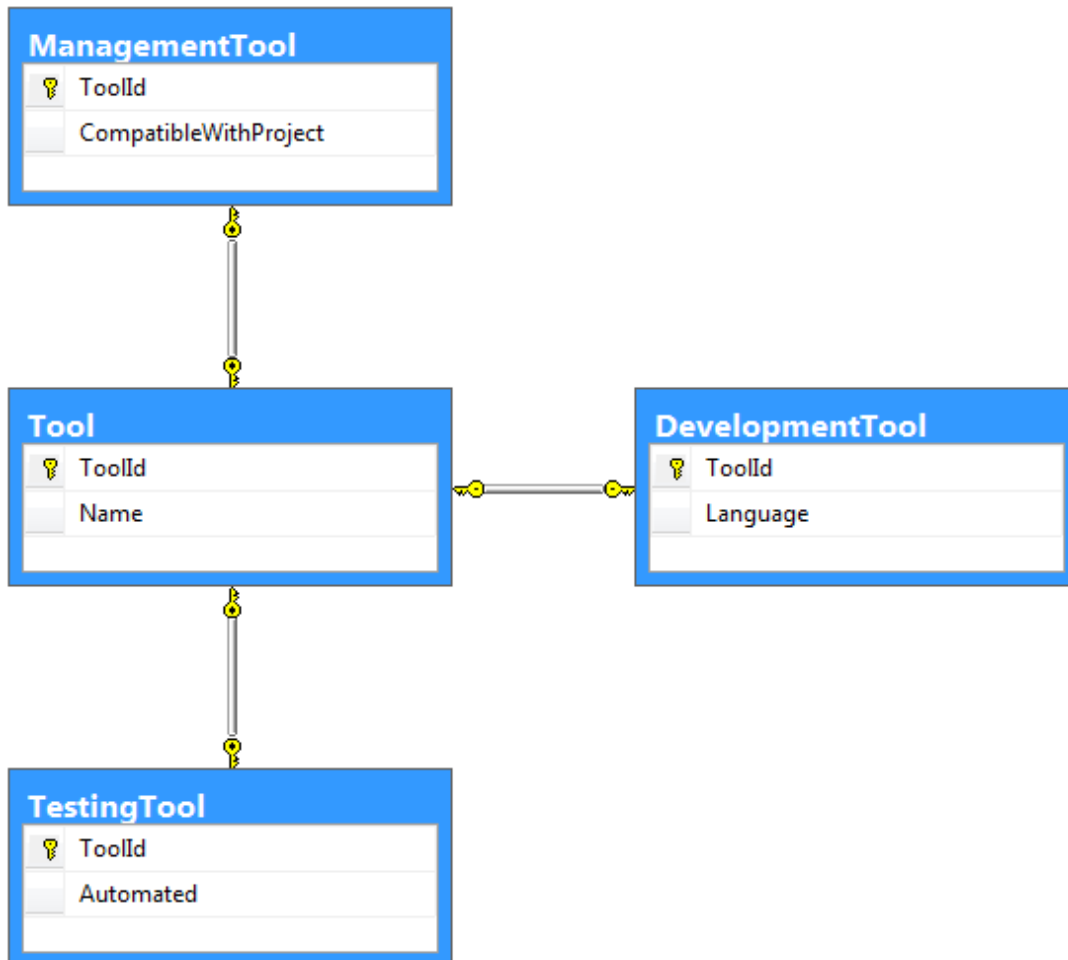 ManagementTool
ToolId
CompatibleWithProject
Tool
ToolId
Name
DevelopmentTool
ToolId
Language
TestingTool
ToolId
Automated